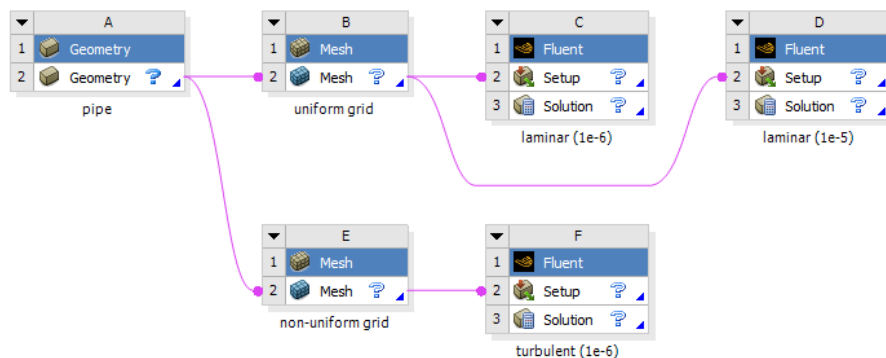 A
1 Geometry
2 Geometry ?
pipe
B
1 Mesh
2 Mesh ?
uniform grid
C
1 Fluent
2 Setup ?
3 Solution ?
laminar (1e-6)
D
1 Fluent
2 Setup ?
3 Solution ?
laminar (1e-5)
E
1 Mesh
2 Mesh ?
non-uniform grid
F
1 Fluent
2 Setup ?
3 Solution ?
turbulent (1e-6)